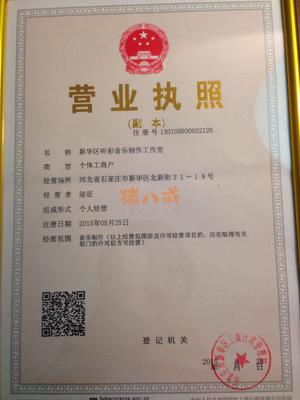 营业执照
(副 本)
注册号 130105600632126
名称 新华区听彩音乐制作工作室
类型 个体工商户
经营场所 河北省石家庄市新华区北新街21-18号
经营者 陆征
组成形式 个人经营
注册日期 2015年05月25日
经营范围 音乐制作（以上经营范围涉及许可经营项目的，应在取得有关
部门的许可后方可经营）
猪八戒
登记机关
年 月 日